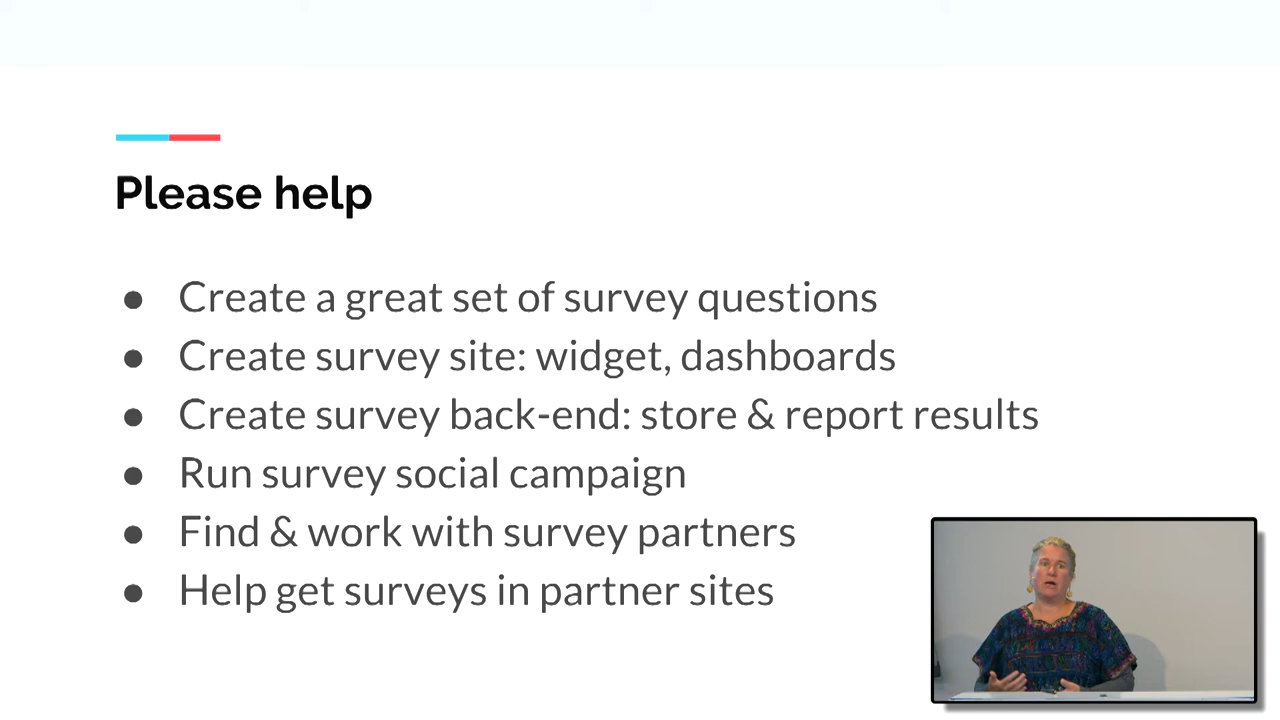 Please help
● Create a great set of survey questions
● Create survey site: widget, dashboards
● Create survey back-end: store & report results
● Run survey social campaign
● Find & work with survey partners
● Help get surveys in partner sites